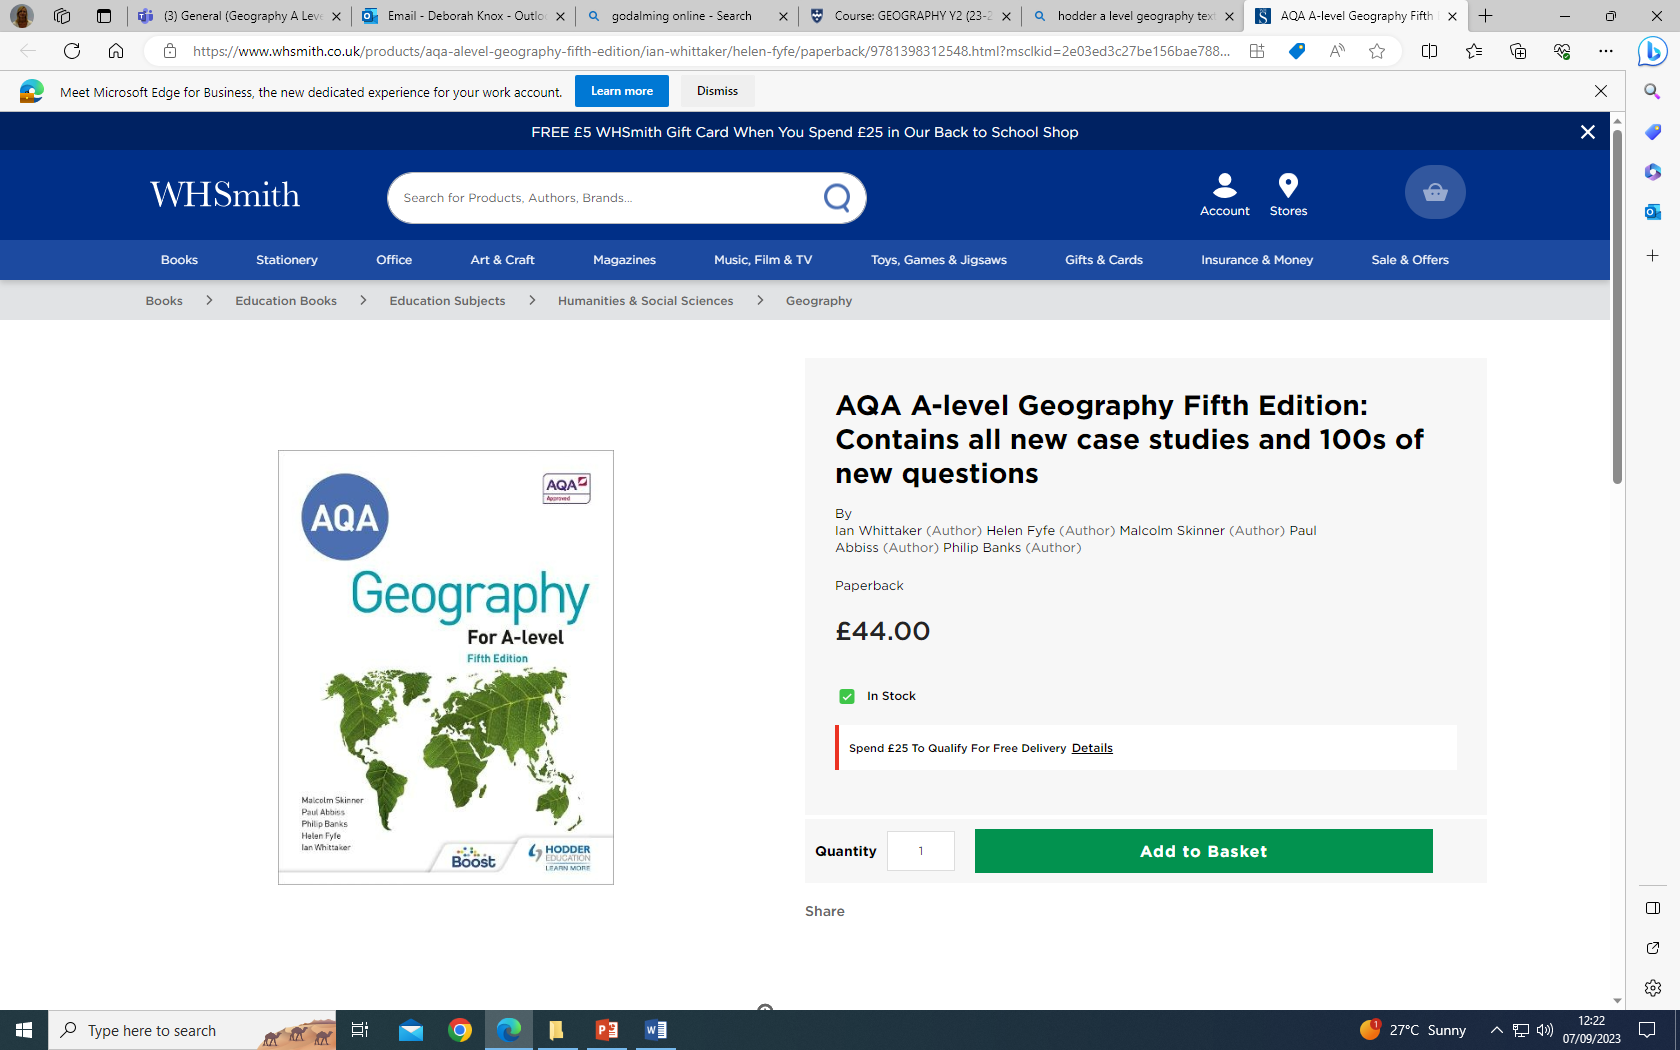 (3) General (Geography A Leve
Email - Deborah Knox - Outlo
godalming online - Search
Course: GEOGRAPHY Y2 (23-2
hodder a level geography text
AQA A-level Geography Fifth
https://www.whsmith.co.uk/products/aqa-alevel-geography-fifth-edition/ian-whittaker/helen-fyfe/paperback/9781398312548.html?msclkid=2e03ed3c27be156bae788...
Meet Microsoft Edge for Business, the new dedicated experience for your work account.
Learn more
Dismiss
FREE £5 WHSmith Gift Card When You Spend £25 in Our Back to School Shop
WHSmith
Search for Products, Authors, Brands...
Account
Stores
Books
Stationery
Office
Art & Craft
Magazines
Music, Film & TV
Toys, Games & Jigsaws
Gifts & Cards
Insurance & Money
Sale & Offers
Books > Education Books > Education Subjects > Humanities & Social Sciences > Geography
AQA
AQA
Approved
Geography
For A-level
Fifth Edition
Malcolm Skinner
Paul Abbiss
Philip Banks
Helen Fyfe
Ian Whittaker
Boost
HODDER
EDUCATION
LEARN MORE
AQA A-level Geography Fifth Edition:
Contains all new case studies and 100s of
new questions
By
Ian Whittaker (Author) Helen Fyfe (Author) Malcolm Skinner (Author) Paul
Abbiss (Author) Philip Banks (Author)
Paperback
£44.00
In Stock
Spend £25 To Qualify For Free Delivery Details
Quantity
1
Add to Basket
Share
Type here to search
1
27°C Sunny
12:22
07/09/2023